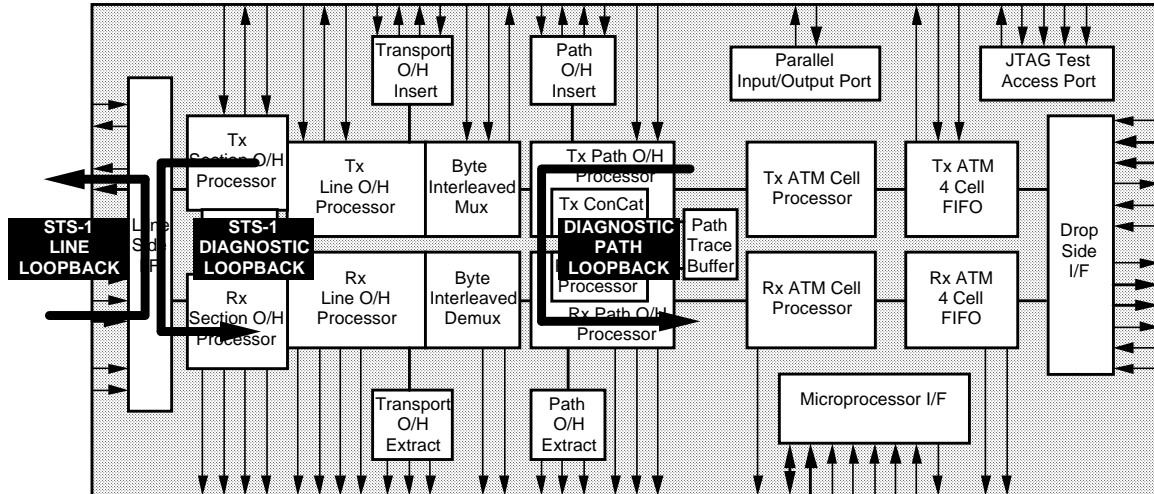 Transport
O/H
Insert
Path
O/H
Insert
Parallel
Input/Output Port
JTAG Test
Access Port
Tx
Section O/H
Processor
Tx
Line O/H
Processor
Byte
Interleaved
Mux
Tx Path O/H
Processor
Tx ConCat
Tx ATM Cell
Processor
Tx ATM
4 Cell
FIFO
STS-1
LINE
LOOPBACK
Side
STS-1
DIAGNOSTIC
LOOPBACK
DIAGNOSTIC
PATH
LOOPBACK
Path
Trace
Buffer
Drop
Side
I/F
Rx
Section O/H
Processor
Rx
Line O/H
Processor
Byte
Interleaved
Demux
Processor
Rx Path O/H
Processor
Rx ATM Cell
Processor
Rx ATM
4 Cell
FIFO
Transport
O/H
Extract
Path
O/H
Extract
Microprocessor I/F